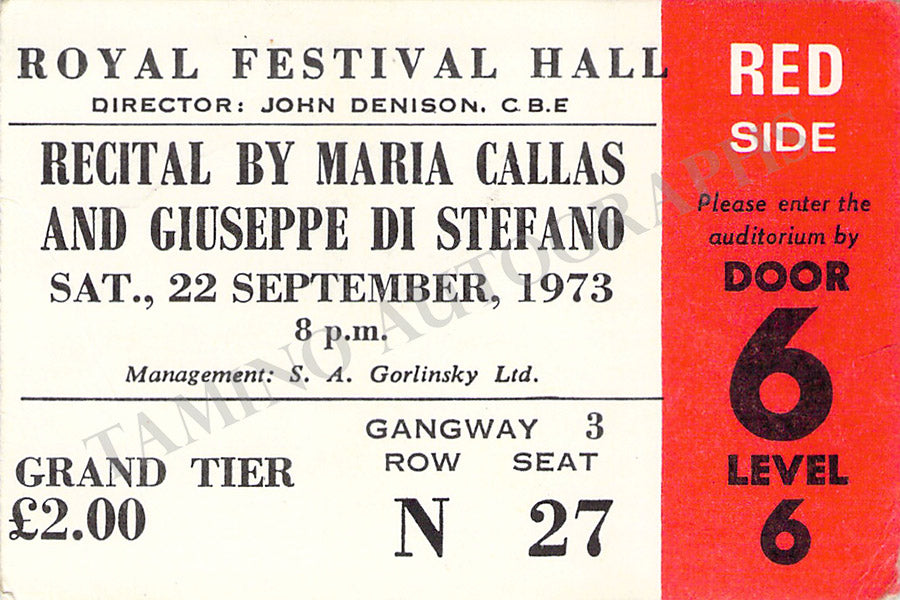 ROYAL FESTIVAL HALL
DIRECTOR: JOHN DENISON. C B.E
RECITAL BY MARIA CALLAS
AND GIUSEPPE DI STEFANO
SAT., 22 SEPTEMBER, 1973
8 p.m.
Management: S. A. Gorlinsky Ltd.
GRAND TIER
£2.00
GANGWAY 3
ROW SEAT
N 27
RED
SIDE
Please enter the
auditorium by
DOOR
6
LEVEL
6
TAMINO AUTOGRAPHS